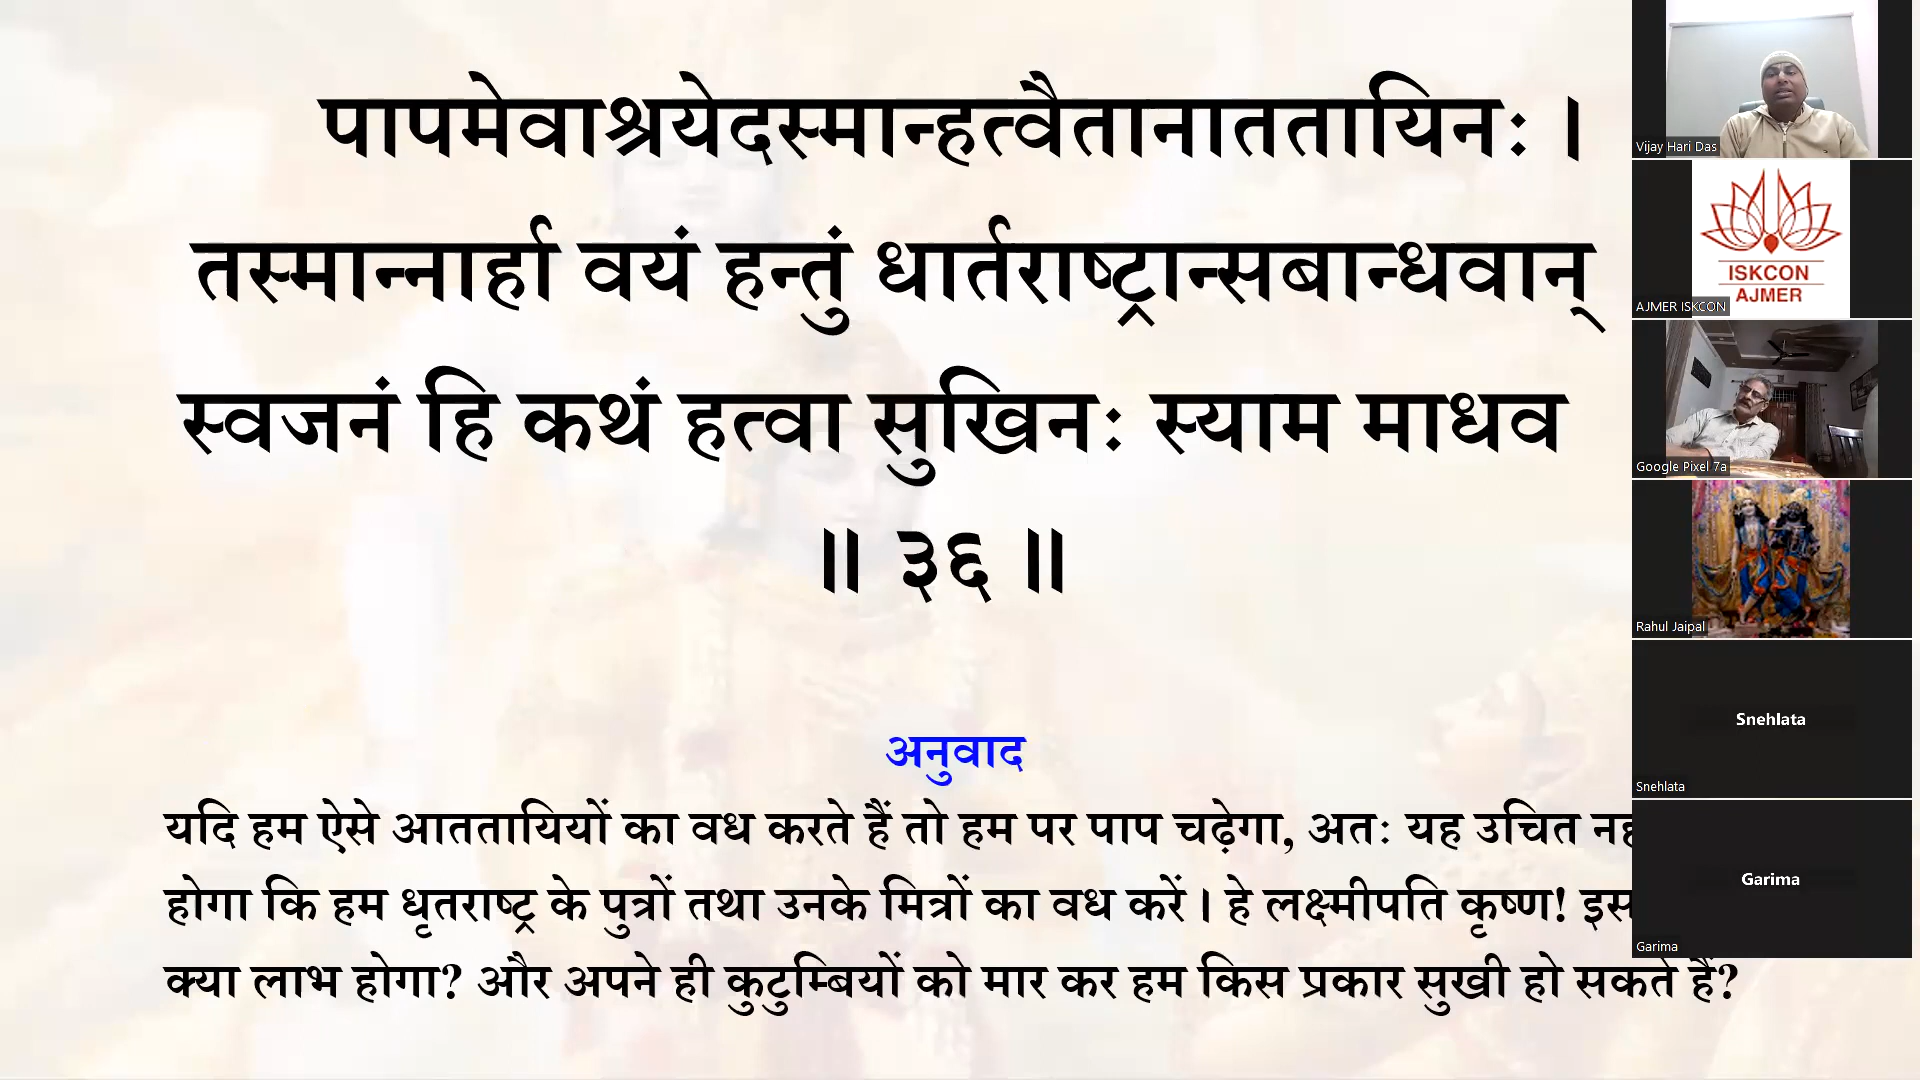 पापमेवाश्रयेदस्मान्हत्वैतानाततायिनः ।
तस्मान्नार्हा वयं हन्तुं धार्तराष्ट्रान्सबान्धवान्
स्वजनं हि कथं हत्वा सुखिनः स्याम माधव
॥ ३६ ॥
अनुवाद
यदि हम ऐसे आततायियों का वध करते हैं तो हम पर पाप चढ़ेगा, अतः यह उचित
होगा कि हम धृतराष्ट्र के पुत्रों तथा उनके मित्रों का वध करें । हे लक्ष्मीपति कृष्ण!
क्या लाभ होगा? और अपने ही कुटुम्बियों को मार कर हम किस प्रकार सुखी हो सकते हैं?
Vijay Hari Das
ISKCON
AJMER
AJMER ISKCON
Google Pixel 7a
Rahul Jaipal
Snehlata
Snehlata
Garima
Garima